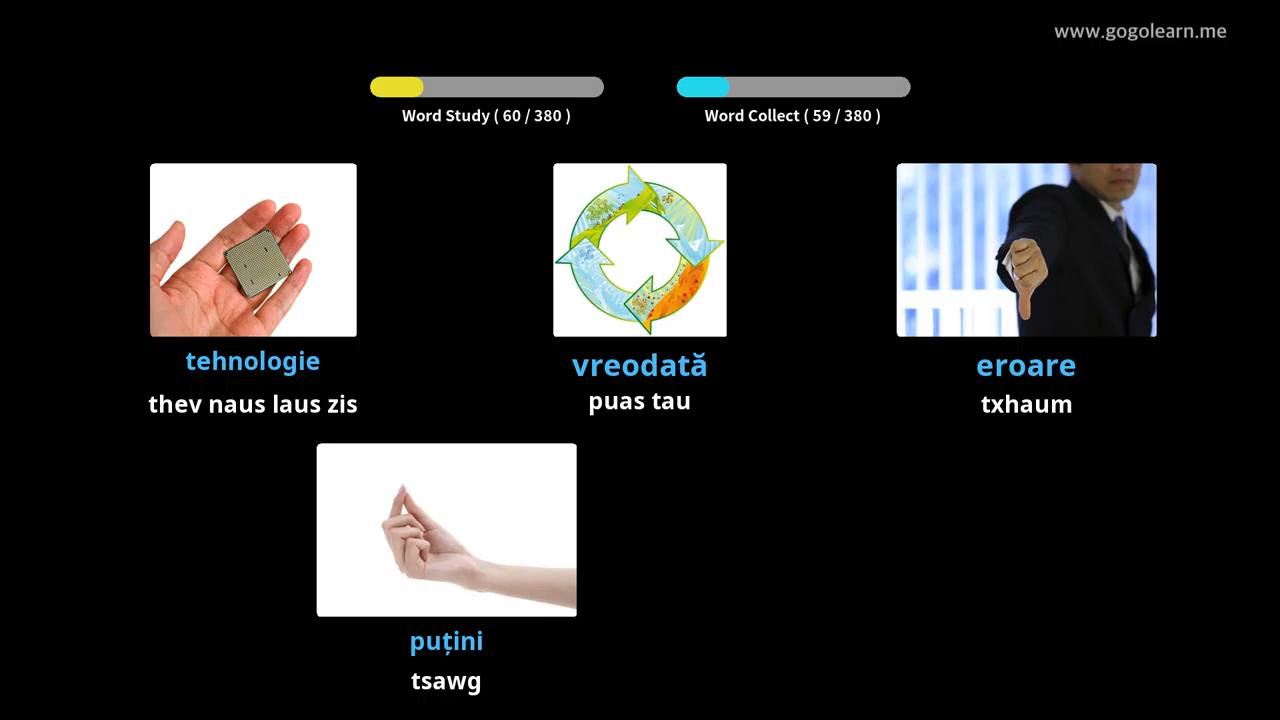 www.gogolearn.me
Word Study ( 60 / 380 )
Word Collect ( 59 / 380 )
tehnologie
thev naus laus zis
vreodată
puas tau
eroare
txhaum
puțini
tsawg